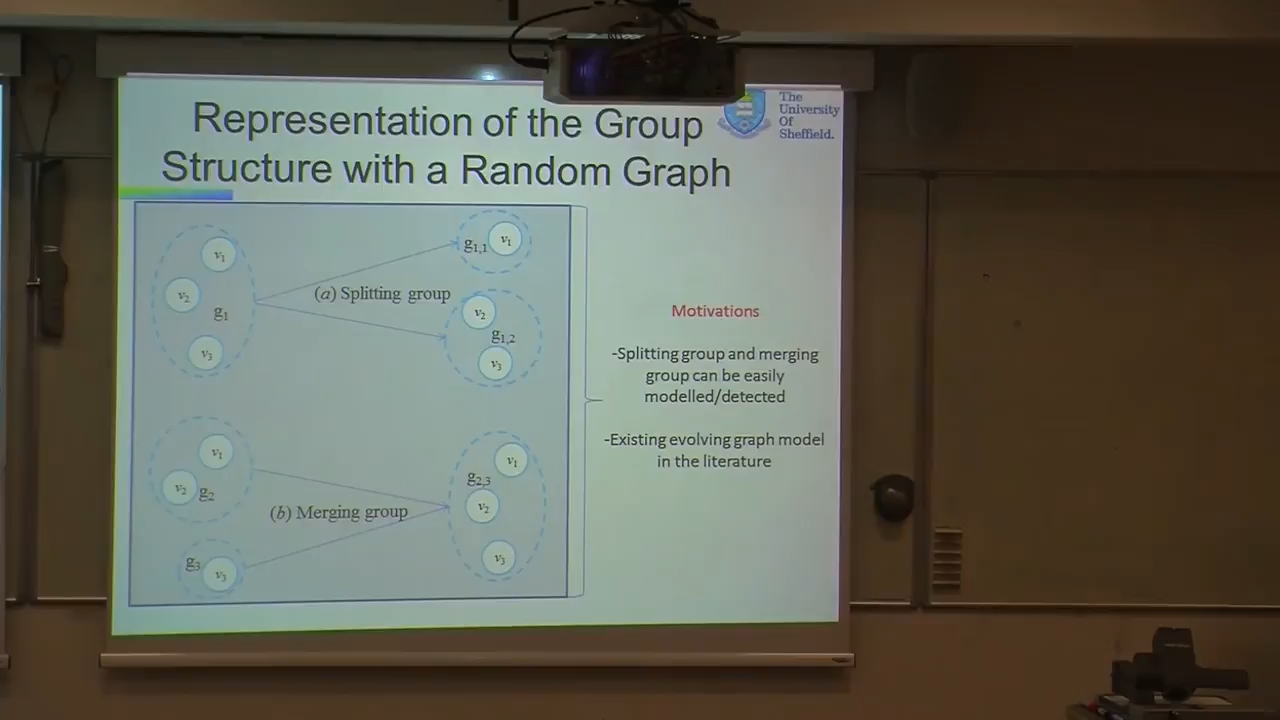 Representation of the Group
Structure with a Random Graph
The
University
Of
Sheffield.
v1
v2
g1
v3
(a) Splitting group
g1,1
v1
v2
g1,2
v3
v1
v2
g2
g3
v3
(b) Merging group
v1
g2,3
v2
v3
Motivations
-Splitting group and merging
group can be easily
modelled/detected
-Existing evolving graph model
in the literature